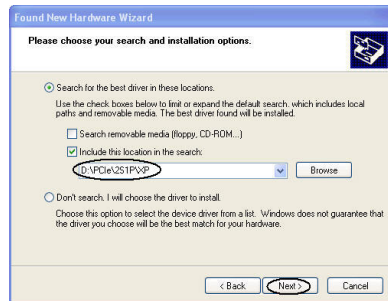 Found New Hardware Wizard
Please choose your search and installation options.
Search for the best driver in these locations.
Use the check boxes below to limit or expand the default search, which includes local
paths and removable media. The best driver found will be installed.
Search removable media (floppy, CD-ROM...)
Include this location in the search:
D:\PCIe\2S1P\XP
Browse
Don't search. I will choose the driver to install.
Choose this option to select the device driver from a list. Windows does not guarantee that
the driver you choose will be the best match for your hardware.
< Back
Next >
Cancel